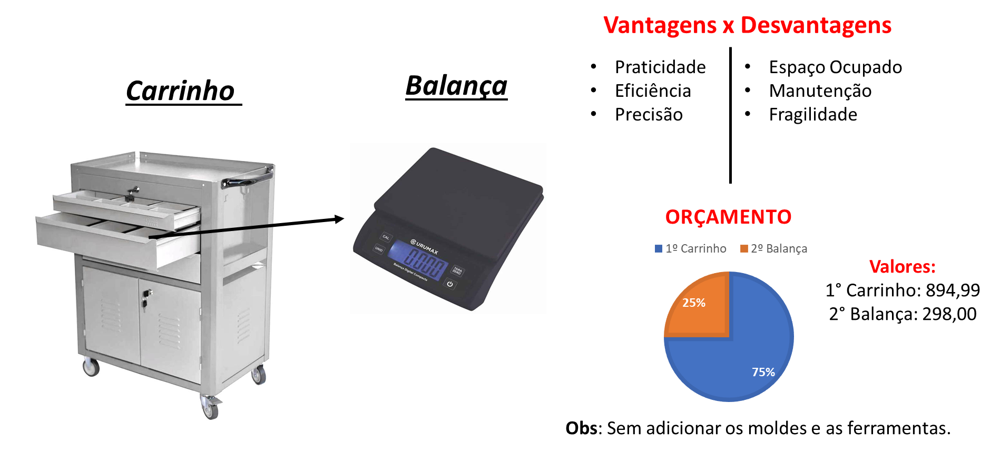 Carrinho
Balança
CAL
UNID
URUMAX
0.000
Balança Digital Compacta
TARA
ZERO
Vantagens x Desvantagens
• Praticidade
• Eficiência
• Precisão
• Espaço Ocupado
• Manutenção
• Fragilidade
ORÇAMENTO
1º Carrinho
2º Balança
25%
75%
Valores:
1° Carrinho: 894,99
2° Balança: 298,00
Obs: Sem adicionar os moldes e as ferramentas.